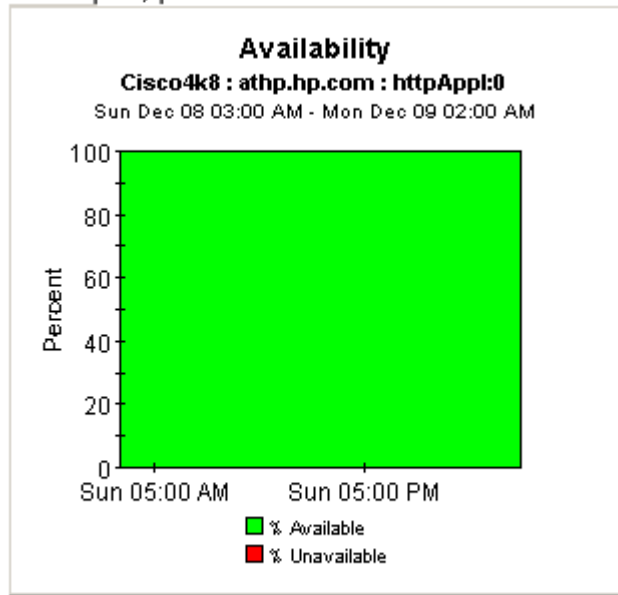 Availability
Cisco4k8 : athp.hp.com : httpAppl:0
Sun Dec 08 03:00 AM - Mon Dec 09 02:00 AM
100
80
60
40
20
0
Percent
Sun 05:00 AM Sun 05:00 PM
% Available
% Unavailable